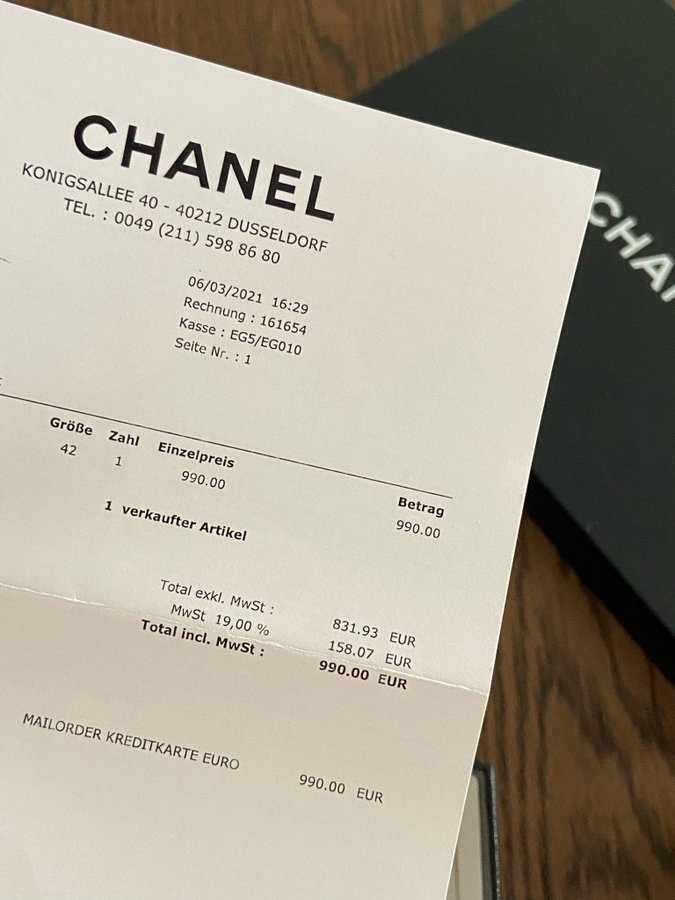 CHANEL
KONIGSALLEE 40 - 40212 DUSSELDORF
TEL. : 0049 (211) 598 86 80
06/03/2021 16:29
Rechnung : 161654
Kasse : EG5/EG010
Seite Nr. : 1
Größe Zahl Einzelpreis Betrag
42 1 990.00 990.00
1 verkaufter Artikel
Total exkl. MwSt : 831.93 EUR
MwSt 19,00 % 158.07 EUR
Total incl. MwSt : 990.00 EUR
MAILORDER KREDITKARTE EURO 990.00 EUR
CHA